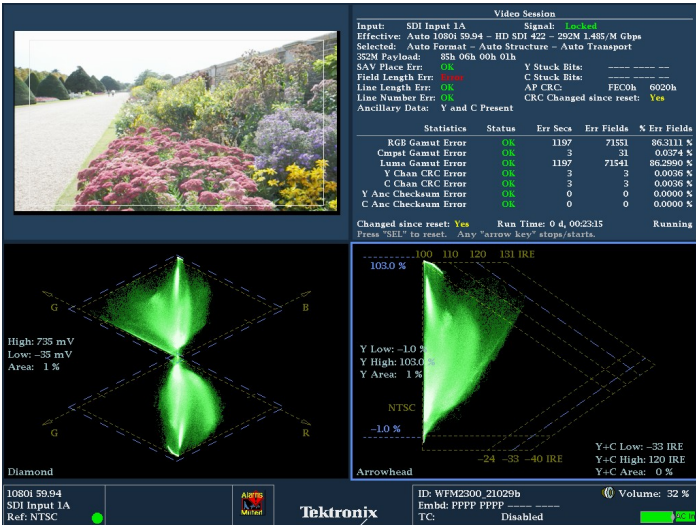 Video Session
Input: SDI Input 1A Signal: Locked
Effective: Auto 1080i 59.94 – HD SDI 422 – 292M 1.485/M Gbps
Selected: Auto Format – Auto Structure – Auto Transport
352M Payload: 85h 06h 00h 01h
SAV Place Err: OK Y Stuck Bits: ---- ---- --
Field Length Err: Error C Stuck Bits: ---- ---- --
Line Length Err: OK AP CRC: FEC0h 6020h
Line Number Err: OK CRC Changed since reset: Yes
Ancillary Data: Y and C Present
Statistics Status Err Secs Err Fields % Err Fields
RGB Gamut Error OK 1197 71551 86.3111 %
Cmpst Gamut Error OK 3 31 0.0374 %
Luma Gamut Error OK 1197 71541 86.2990 %
Y Chan CRC Error OK 3 3 0.0036 %
C Chan CRC Error OK 3 3 0.0036 %
Y Anc Checksum Error OK 0 0 0.0000 %
C Anc Checksum Error OK 0 0 0.0000 %
Changed since reset: Yes Run Time: 0 d, 00:23:15 Running
Press "SEL" to reset. Any "arrow key" stops/starts.
G B
High: 735 mV
Low: –35 mV
Area: 1 %
G R
Diamond
100 110 120 131 IRE
103.0 %
Y Low: –1.0 %
Y High: 103.0
Y Area: 1 %
NTSC
–1.0 %
–24 –33 –40 IRE
Y+C Low: –33 IRE
Y+C High: 120 IRE
Y+C Area: 0 %
Arrowhead
1080i 59.94
SDI Input 1A
Ref: NTSC
Alarms
Muted
Tektronix
ID: WFM2300_21029b
Embd: PPPP PPPP ---- ----
TC: Disabled
Volume: 32 %